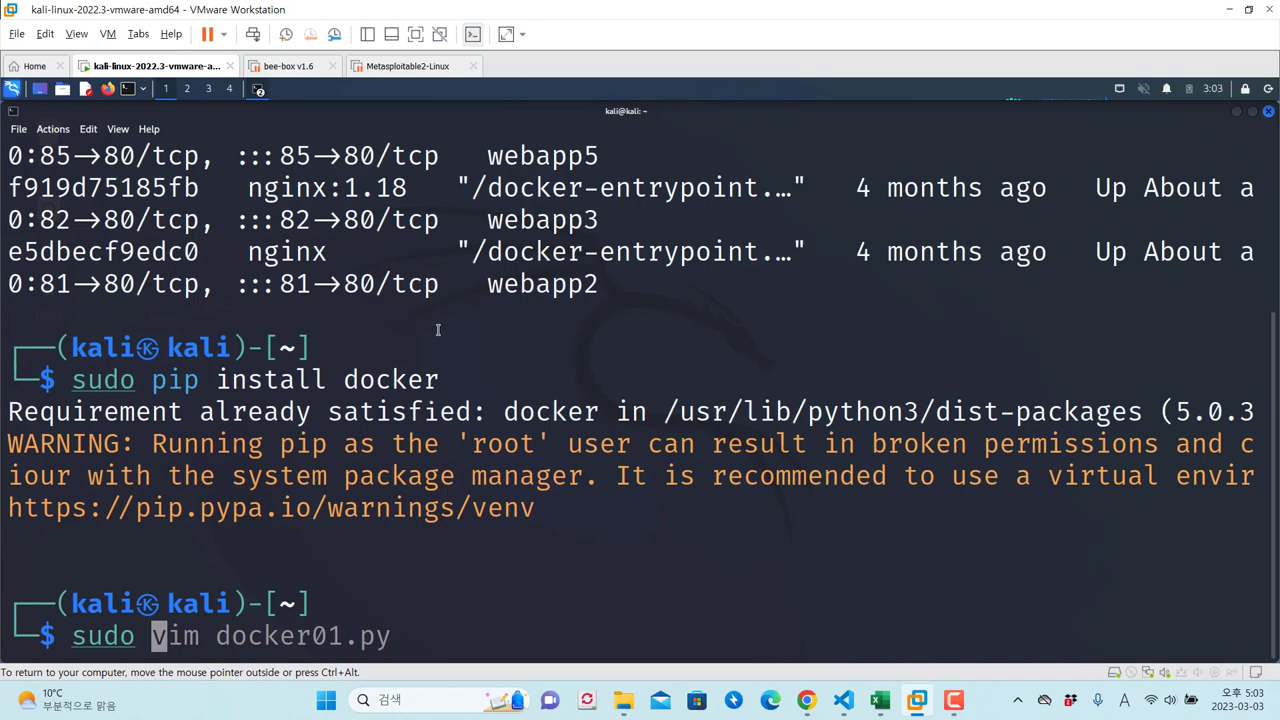 kali-linux-2022.3-vmware-amd64 - VMware Workstation
File Edit View VM Tabs Help
Home kali-linux-2022.3-vmware-a... bee-box v1.6 Metasploitable2-Linux
1 2 3 4 3:03
kali@kali: ~
File Actions Edit View Help
0:85→80/tcp, :::85→80/tcp webapp5
f919d75185fb nginx:1.18 "/docker-entrypoint.…" 4 months ago Up About a
0:82→80/tcp, :::82→80/tcp webapp3
e5dbecf9edc0 nginx "/docker-entrypoint.…" 4 months ago Up About a
0:81→80/tcp, :::81→80/tcp webapp2
┌──(kali㉿kali)-[~]
└─$ sudo pip install docker
Requirement already satisfied: docker in /usr/lib/python3/dist-packages (5.0.3
WARNING: Running pip as the 'root' user can result in broken permissions and c
iour with the system package manager. It is recommended to use a virtual envir
https://pip.pypa.io/warnings/venv
┌──(kali㉿kali)-[~]
└─$ sudo vim docker01.py
To return to your computer, move the mouse pointer outside or press Ctrl+Alt.
10°C
부분적으로 맑음
검색
A
오후 5:03
2023-03-03